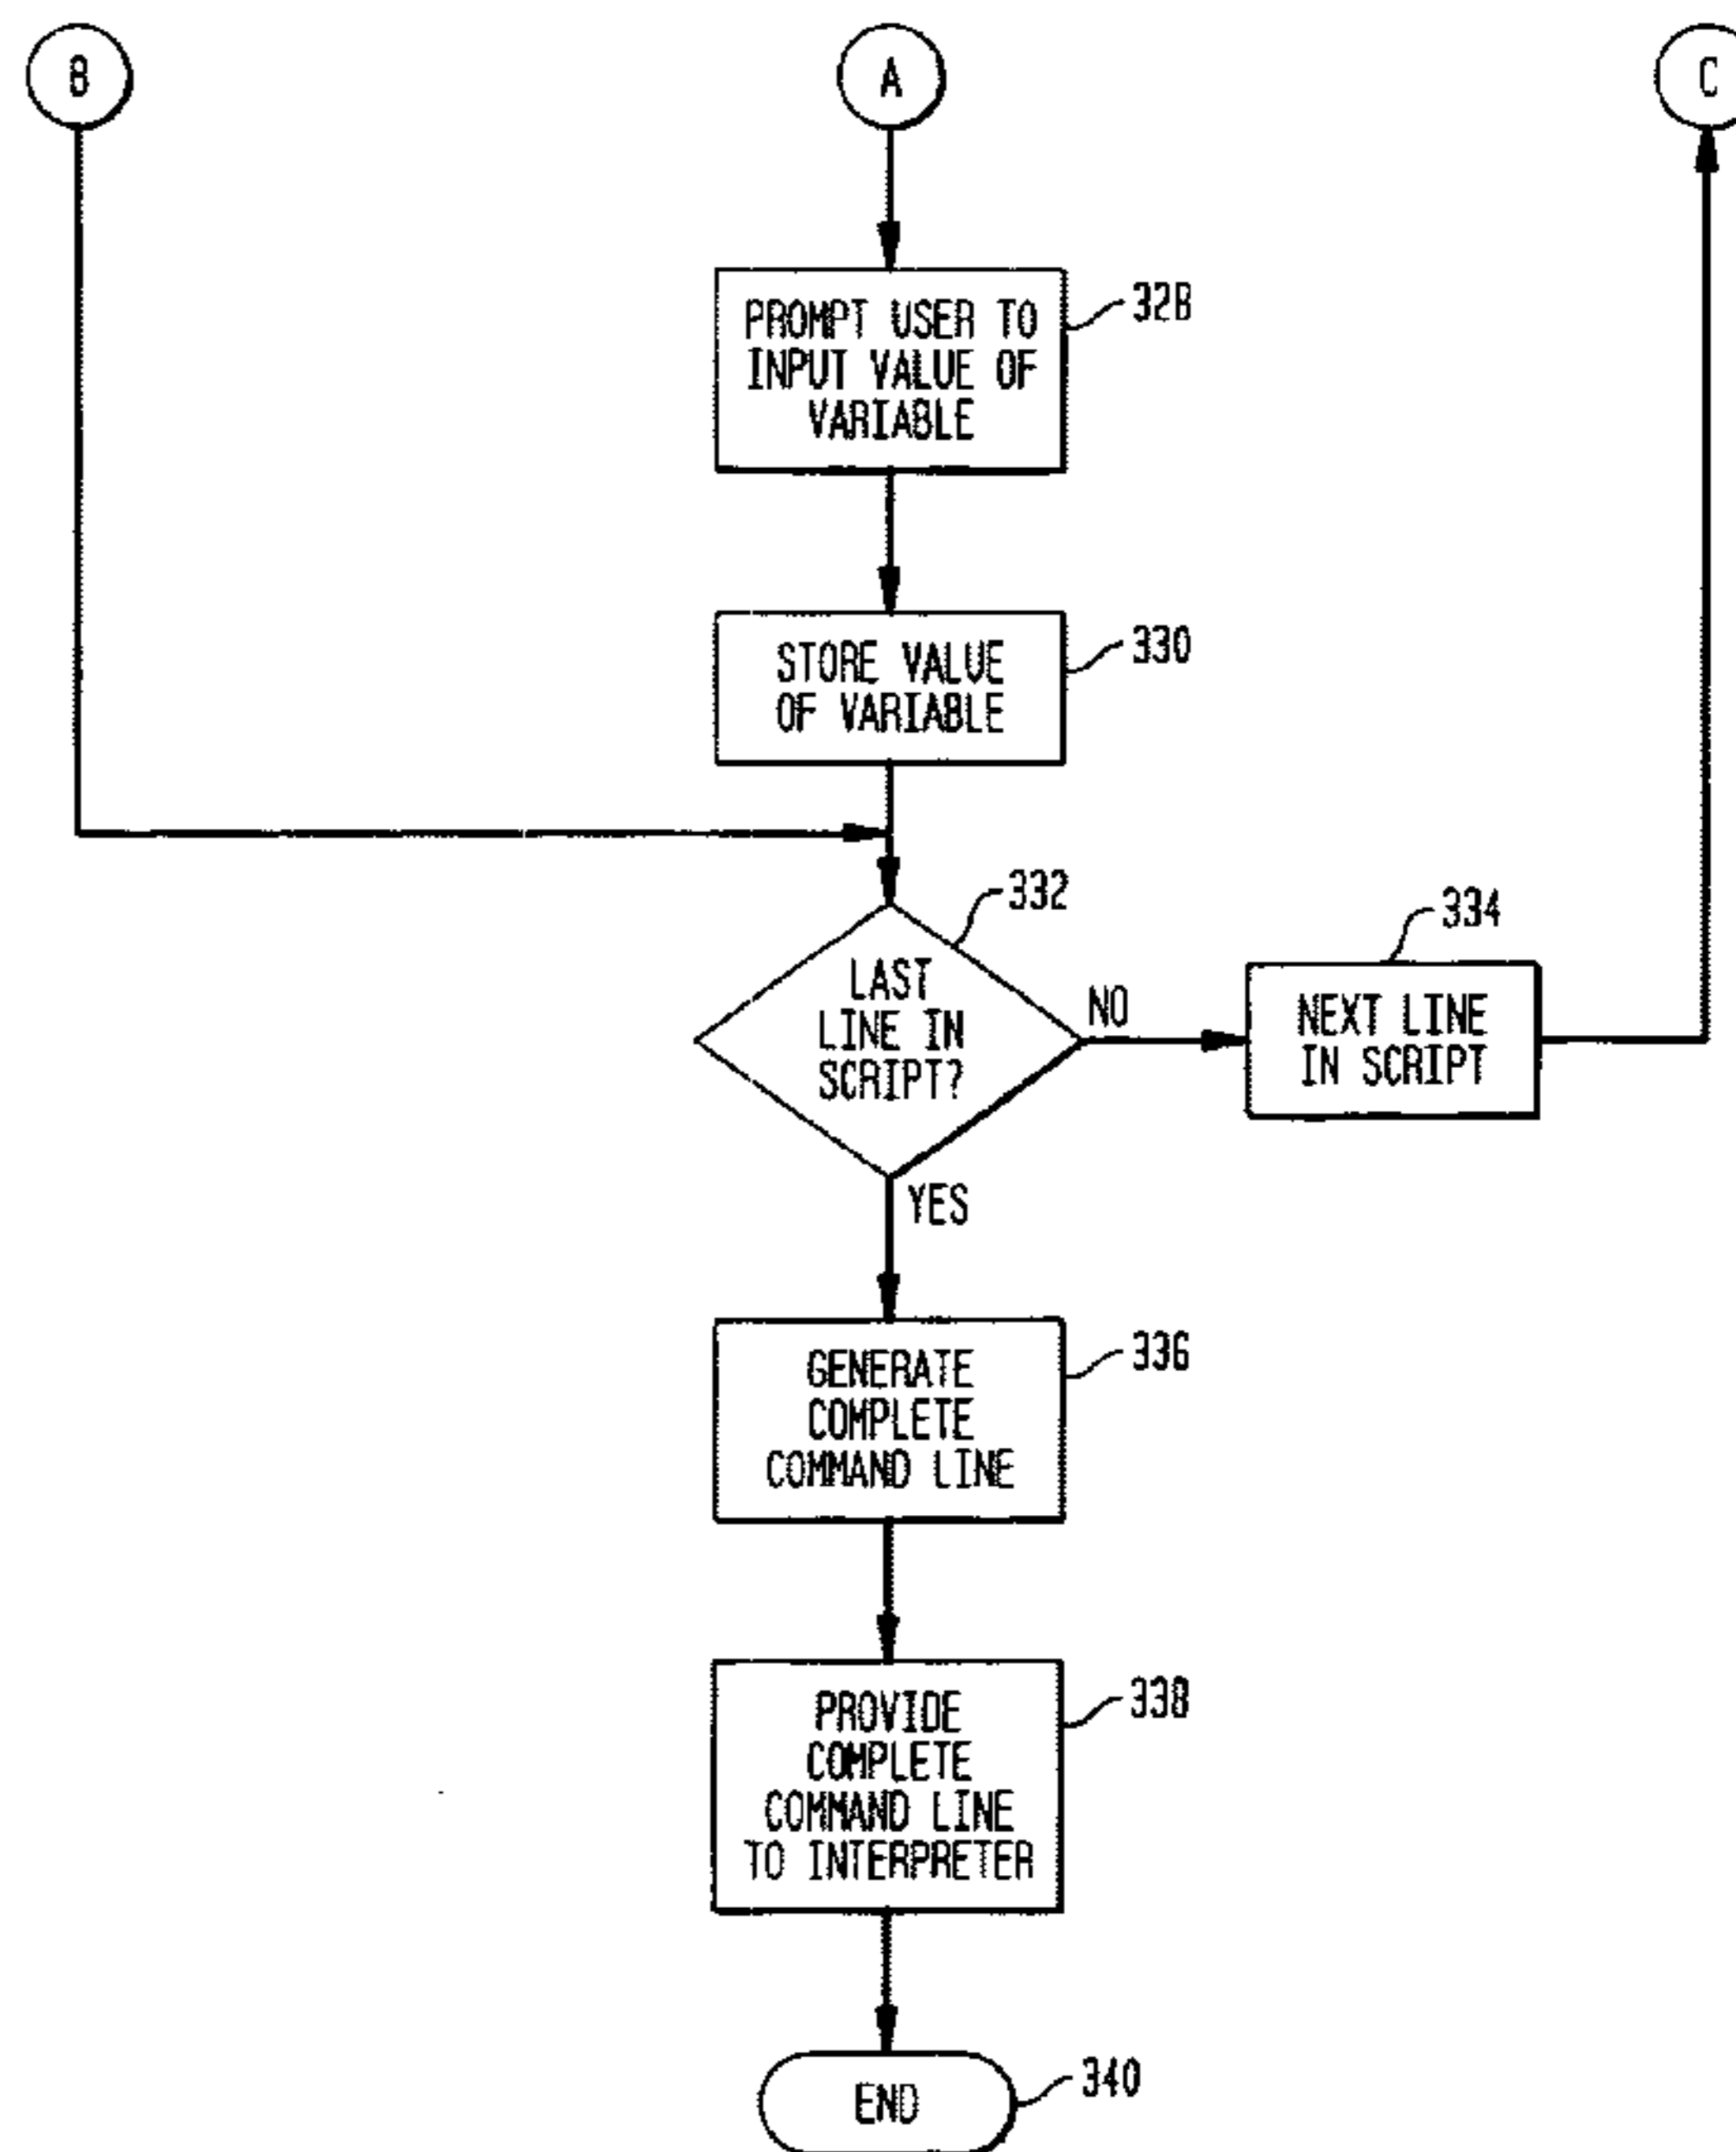 B
A
C
PROMPT USER TO
INPUT VALUE OF
VARIABLE
328
STORE VALUE
OF VARIABLE
330
LAST
LINE IN
SCRIPT?
332
NO
NEXT LINE
IN SCRIPT
334
YES
GENERATE
COMPLETE
COMMAND LINE
336
PROVIDE
COMPLETE
COMMAND LINE
TO INTERPRETER
338
END
340